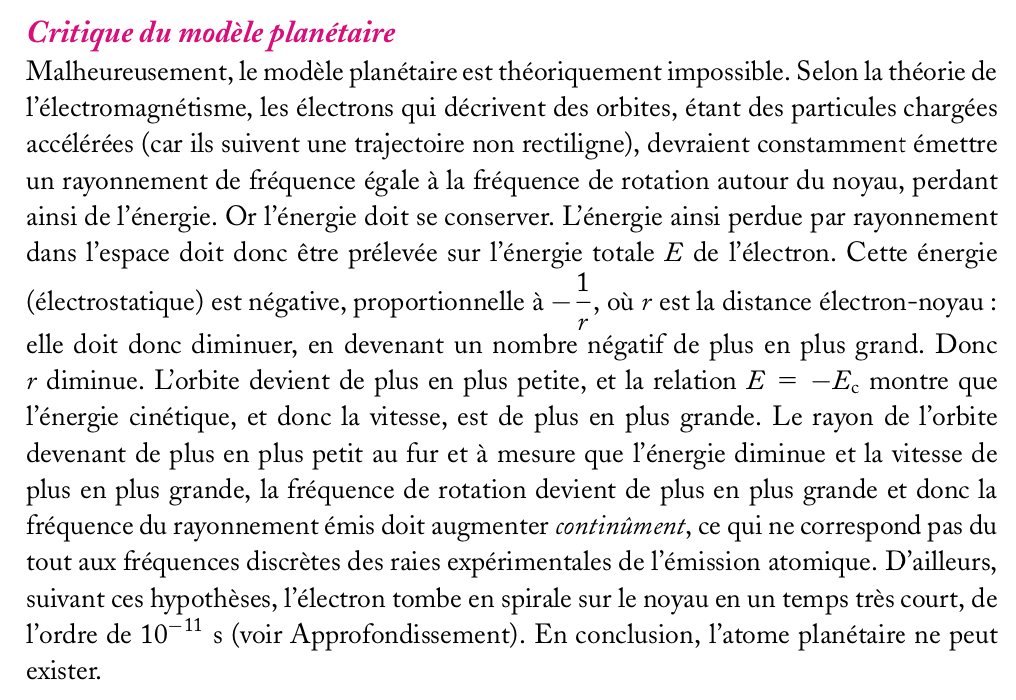 Critique du modèle planétaire
Malheureusement, le modèle planétaire est théoriquement impossible. Selon la théorie de
l’électromagnétisme, les électrons qui décrivent des orbites, étant des particules chargées
accélérées (car ils suivent une trajectoire non rectiligne), devraient constamment émettre
un rayonnement de fréquence égale à la fréquence de rotation autour du noyau, perdant
ainsi de l’énergie. Or l’énergie doit se conserver. L’énergie ainsi perdue par rayonnement
dans l’espace doit donc être prélevée sur l’énergie totale E de l’électron. Cette énergie
(électrostatique) est négative, proportionnelle à −1/r, où r est la distance électron-noyau :
elle doit donc diminuer, en devenant un nombre négatif de plus en plus grand. Donc
r diminue. L’orbite devient de plus en plus petite, et la relation E = −Ec montre que
l’énergie cinétique, et donc la vitesse, est de plus en plus grande. Le rayon de l’orbite
devenant de plus en plus petit au fur et à mesure que l’énergie diminue et la vitesse de
plus en plus grande, la fréquence de rotation devient de plus en plus grande et donc la
fréquence du rayonnement émis doit augmenter continûment, ce qui ne correspond pas du
tout aux fréquences discrètes des raies expérimentales de l’émission atomique. D’ailleurs,
suivant ces hypothèses, l’électron tombe en spirale sur le noyau en un temps très court, de
l’ordre de 10⁻¹¹ s (voir Approfondissement). En conclusion, l’atome planétaire ne peut
exister.